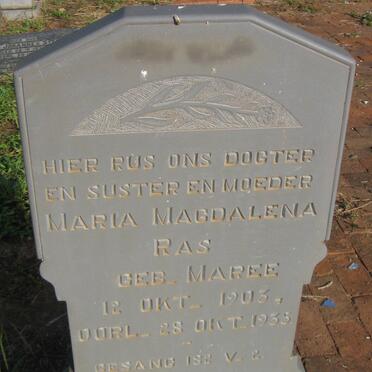 HIER RUS ONS DOGTER
EN SUSTER EN MOEDER
MARIA MAGDALENA
RAS
GEB. MAREE
12 OKT. 1903,
OORL. 28 OKT. 1933.
GESANG 182 V. 2